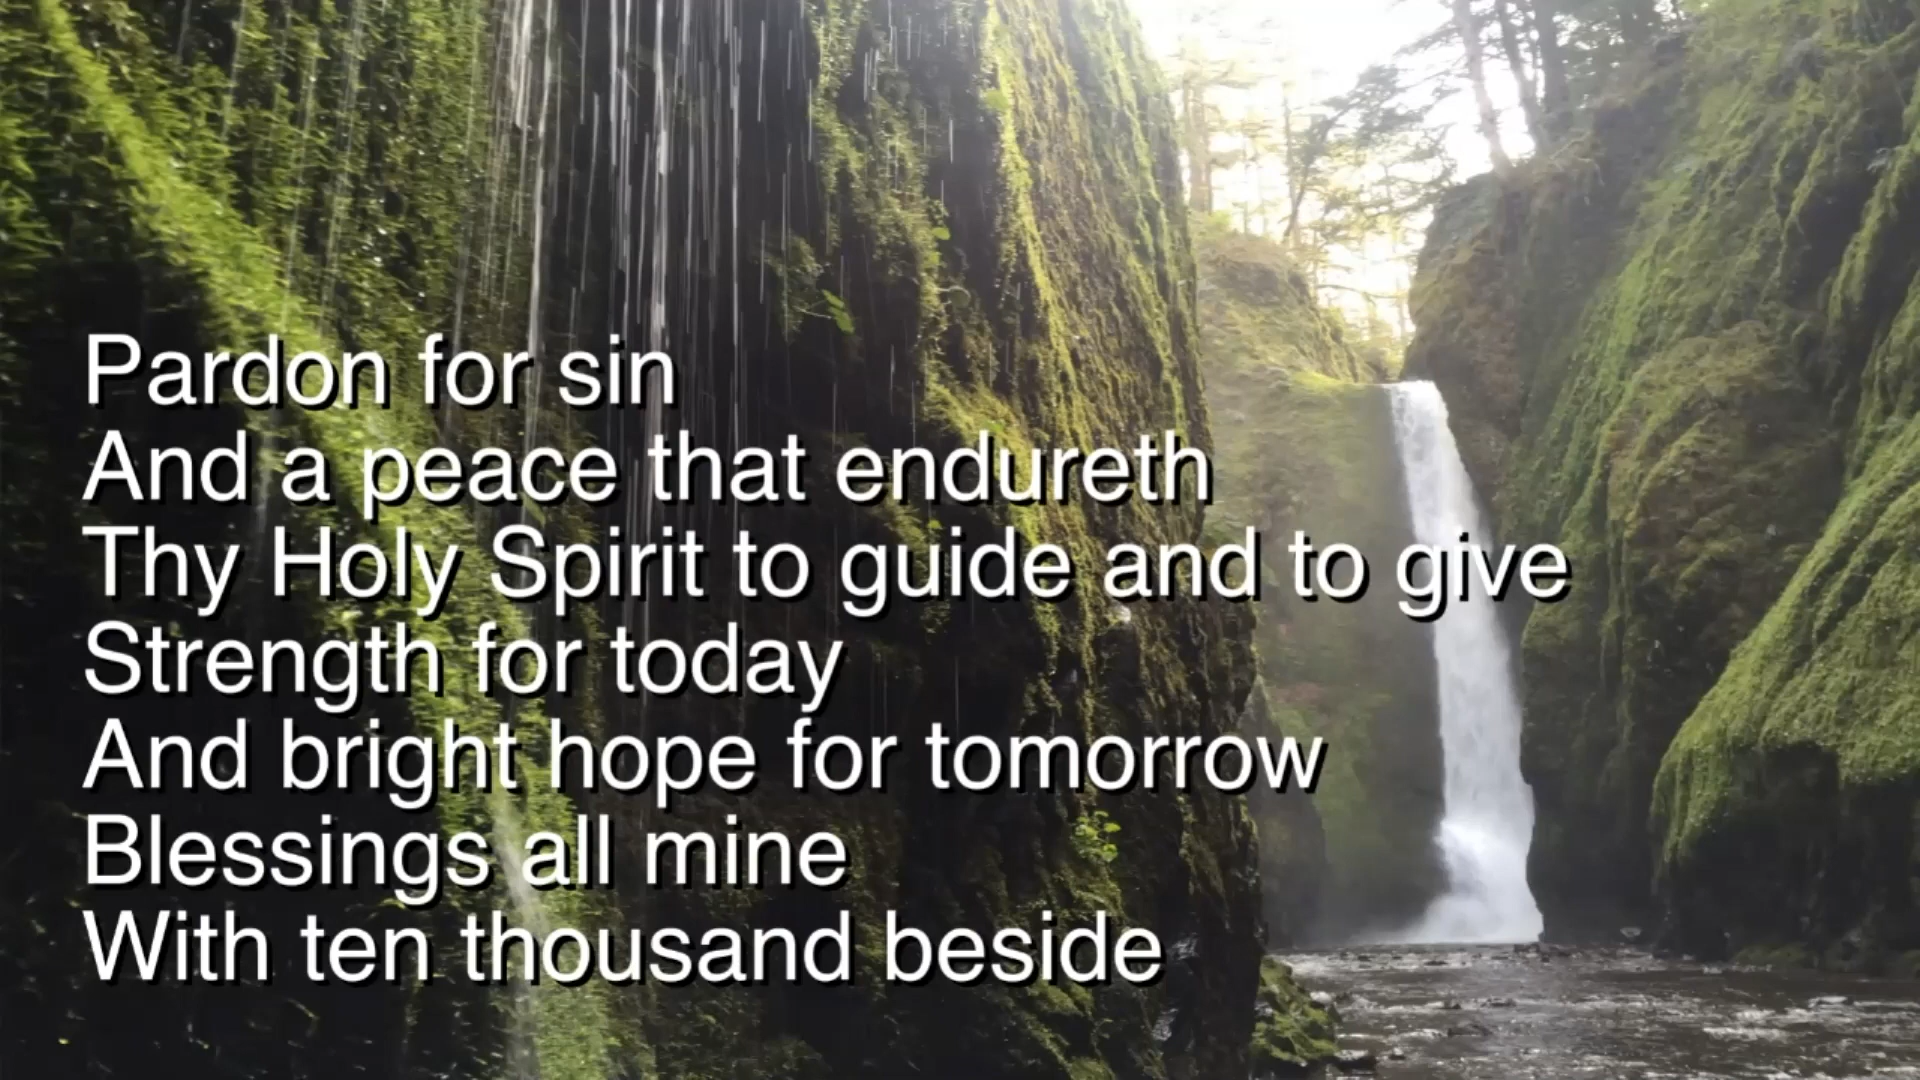 Pardon for sin
And a peace that endureth
Thy Holy Spirit to guide and to give
Strength for today
And bright hope for tomorrow
Blessings all mine
With ten thousand beside